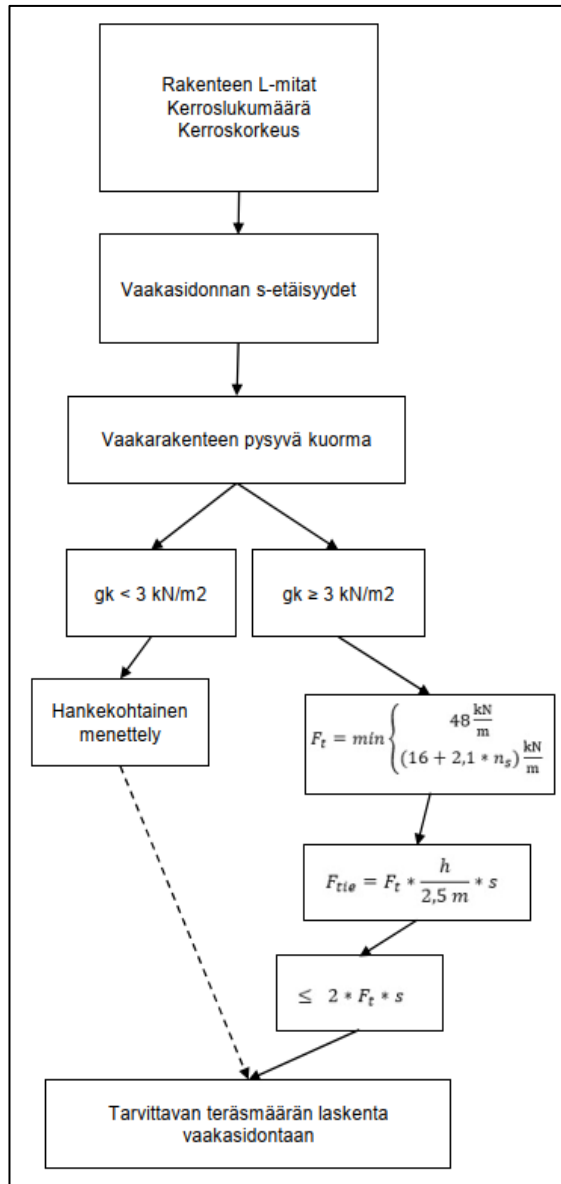 Rakenteen L-mitat
Kerroslukumäärä
Kerroskorkeus
Vaakasidonnan s-etäisyydet
Vaakarakenteen pysyvä kuorma
gk < 3 kN/m2
gk ≥ 3 kN/m2
Hankekohtainen
menettely
F_t = min { 48 kN/m
(16 + 2,1 * n_s) kN/m
F_tie = F_t * h / 2,5 m * s
≤ 2 * F_t * s
Tarvittavan teräsmäärän laskenta
vaakasidontaan